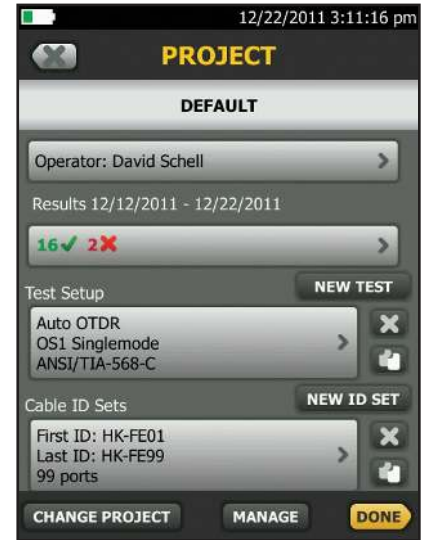 12/22/2011 3:11:16 pm
PROJECT
DEFAULT
Operator: David Schell
Results 12/12/2011 - 12/22/2011
16 2
NEW TEST
Test Setup
Auto OTDR
OS1 Singlemode
ANSI/TIA-568-C
NEW ID SET
Cable ID Sets
First ID: HK-FE01
Last ID: HK-FE99
99 ports
CHANGE PROJECT MANAGE DONE